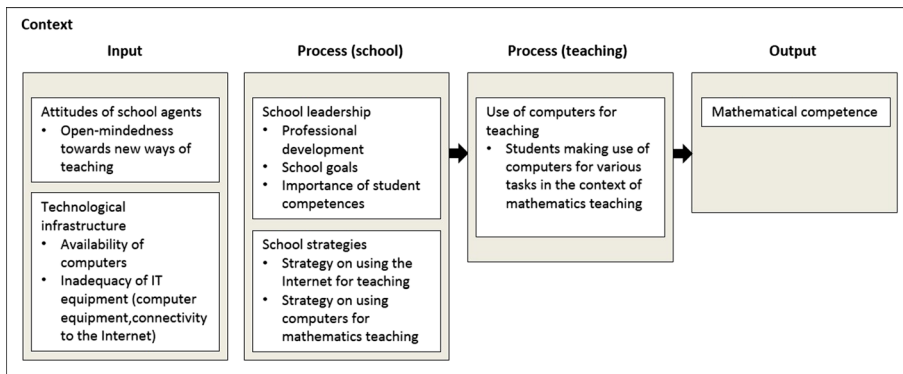 Context
Input
Process (school)
Process (teaching)
Output
Attitudes of school agents
• Open-mindedness
towards new ways of
teaching
Technological
infrastructure
• Availability of
computers
• Inadequacy of IT
equipment (computer
equipment,connectivity
to the Internet)
School leadership
• Professional
development
• School goals
• Importance of student
competences
School strategies
• Strategy on using the
Internet for teaching
• Strategy on using
computers for
mathematics teaching
Use of computers for
teaching
• Students making use of
computers for various
tasks in the context of
mathematics teaching
Mathematical competence